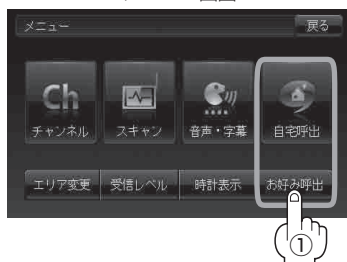 メニュー
戻る
Ch
チャンネル
スキャン
音声・字幕
自宅呼出
エリア変更
受信レベル
時計表示
お好み呼出
①